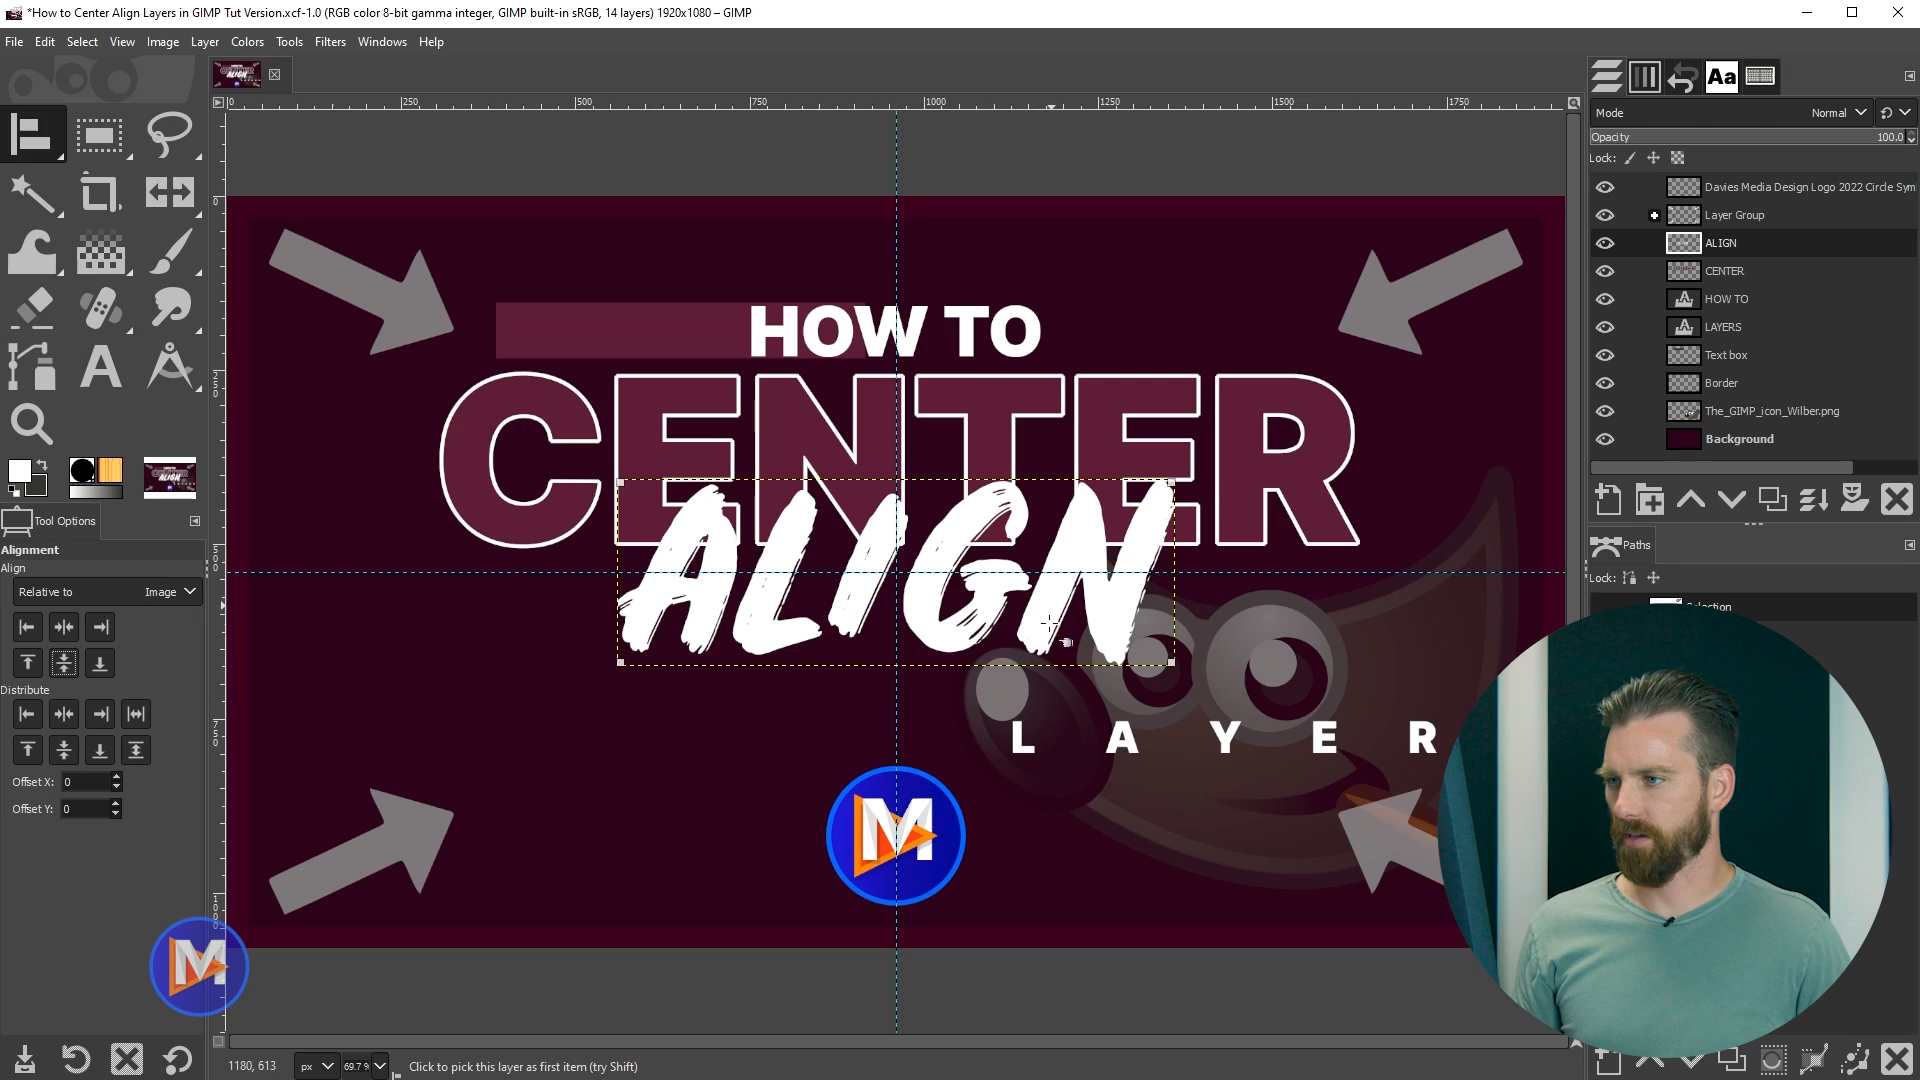 *How to Center Align Layers in GIMP Tut Version.xcf-1.0 (RGB color 8-bit gamma integer, GIMP built-in sRGB, 14 layers) 1920x1080 – GIMP
File Edit Select View Image Layer Colors Tools Filters Windows Help
0 250 500 750 1000 1250 1500 1750
Aa
Mode Normal
Opacity 100.0
Lock:
Davies Media Design Logo 2022 Circle Sym
Layer Group
ALIGN
CENTER
HOW TO
LAYERS
Text box
Border
The_GIMP_icon_Wilber.png
Background
Paths
Lock:
Selection
Tool Options
Alignment
Align
Relative to Image
Distribute
Offset X: 0
Offset Y: 0
HOW TO
CENTER
ALIGN
LAYER
M
M
1180, 613 px 69.7 % Click to pick this layer as first item (try Shift)